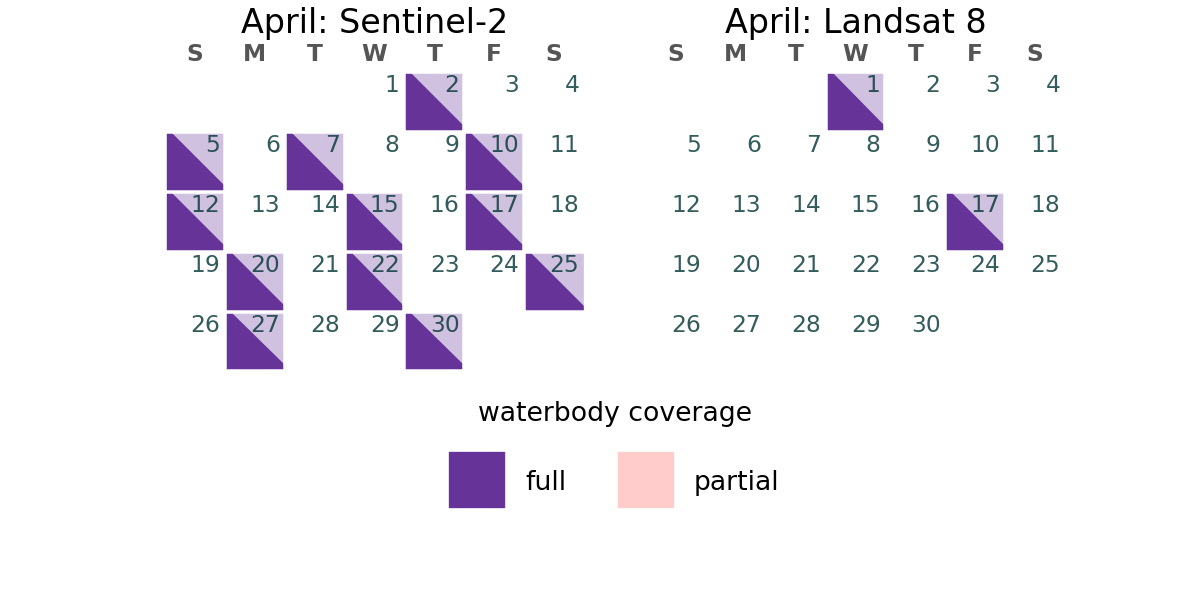 April: Sentinel-2
S M T W T F S
1 2 3 4
5 6 7 8 9 10 11
12 13 14 15 16 17 18
19 20 21 22 23 24 25
26 27 28 29 30
April: Landsat 8
S M T W T F S
1 2 3 4
5 6 7 8 9 10 11
12 13 14 15 16 17 18
19 20 21 22 23 24 25
26 27 28 29 30
waterbody coverage
full partial